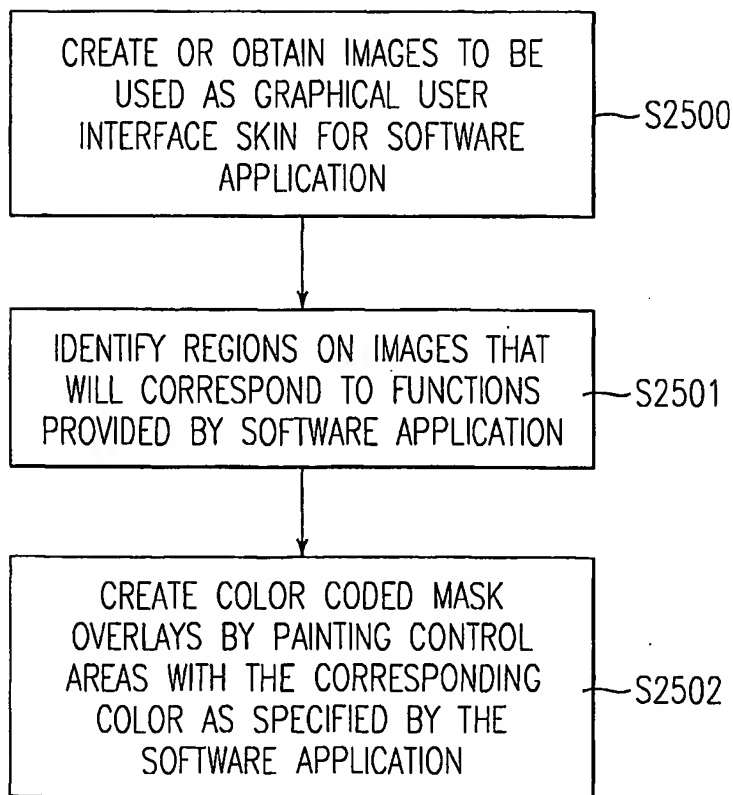 CREATE OR OBTAIN IMAGES TO BE
USED AS GRAPHICAL USER
INTERFACE SKIN FOR SOFTWARE
APPLICATION
S2500
IDENTIFY REGIONS ON IMAGES THAT
WILL CORRESPOND TO FUNCTIONS
PROVIDED BY SOFTWARE APPLICATION
S2501
CREATE COLOR CODED MASK
OVERLAYS BY PAINTING CONTROL
AREAS WITH THE CORRESPONDING
COLOR AS SPECIFIED BY THE
SOFTWARE APPLICATION
S2502